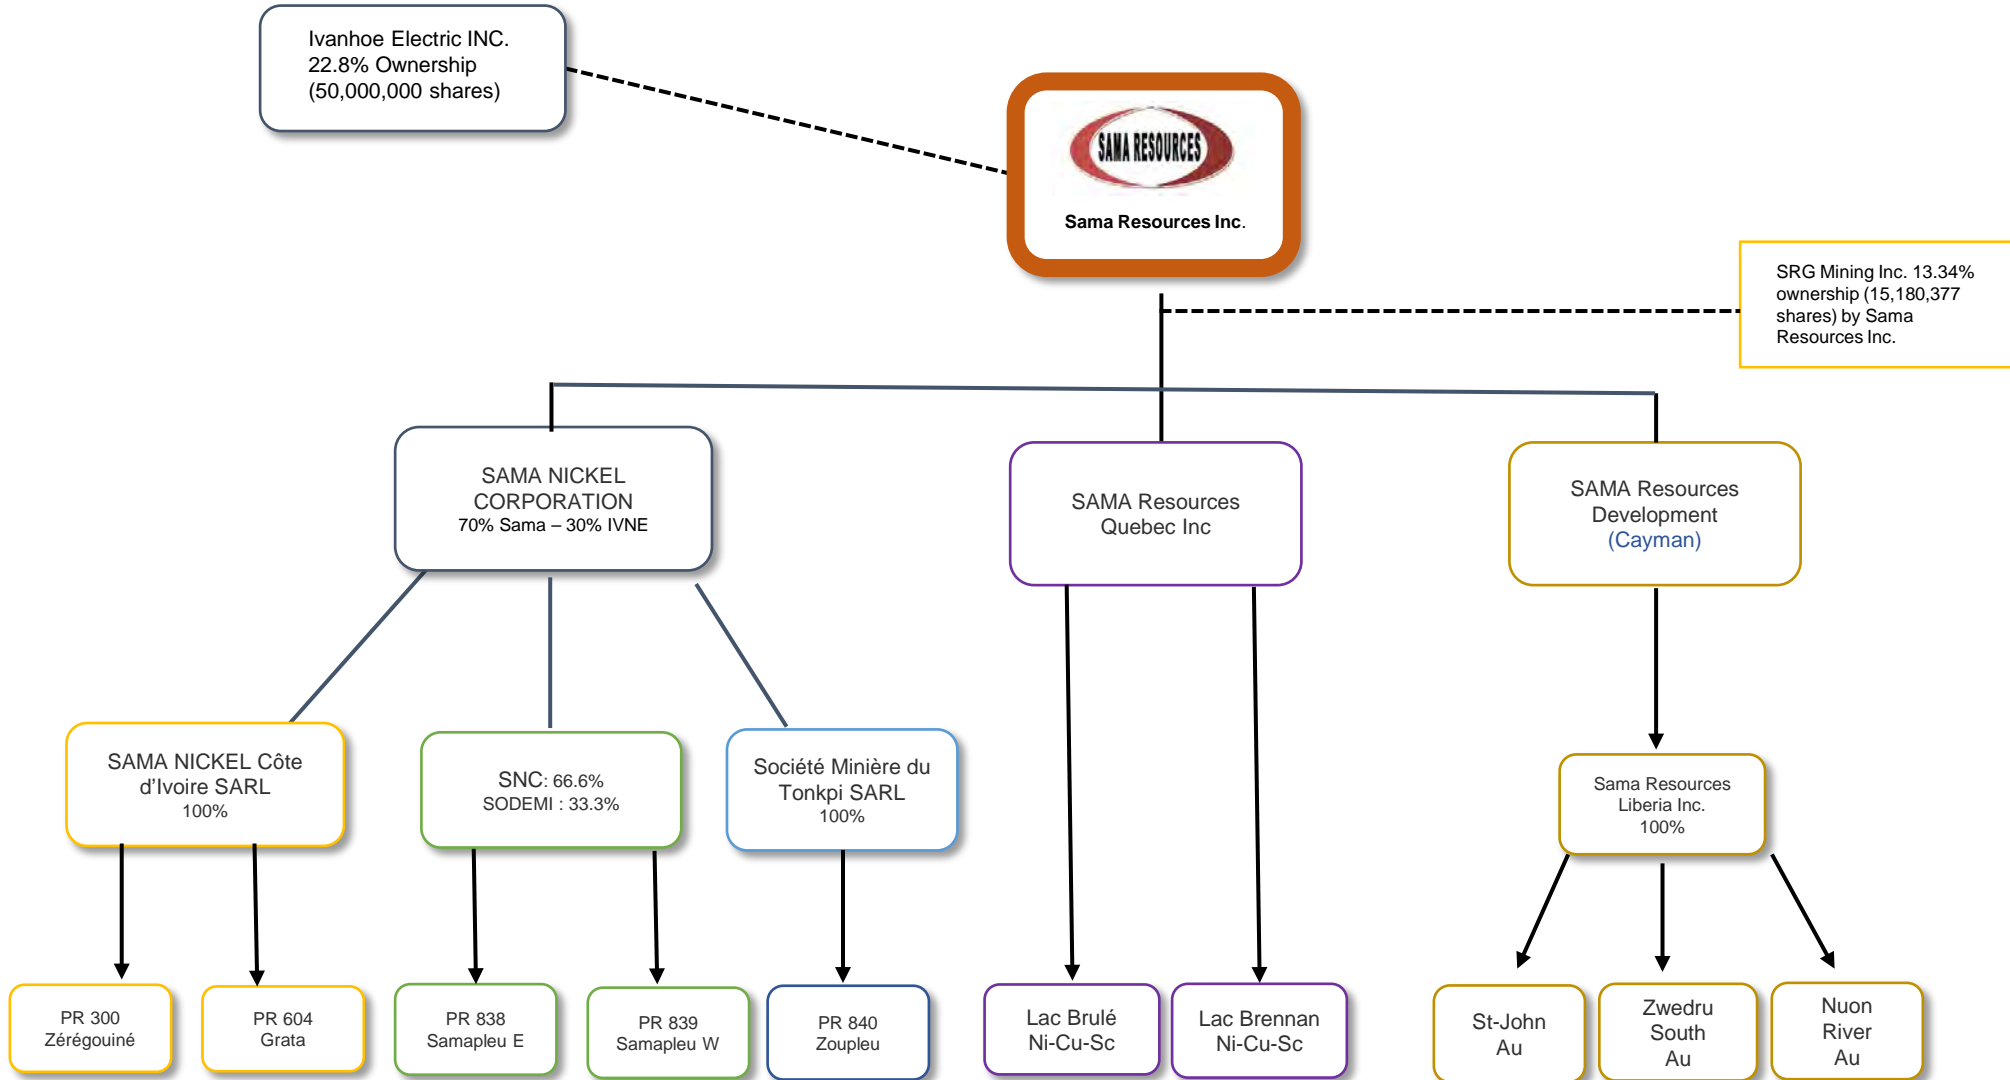 Ivanhoe Electric INC.
22.8% Ownership
(50,000,000 shares)
SAMA RESOURCES
Sama Resources Inc.
SRG Mining Inc. 13.34%
ownership (15,180,377
shares) by Sama
Resources Inc.
SAMA NICKEL
CORPORATION
70% Sama – 30% IVNE
SAMA Resources
Quebec Inc
SAMA Resources
Development
(Cayman)
SAMA NICKEL Côte
d’Ivoire SARL
100%
SNC: 66.6%
SODEMI : 33.3%
Société Minière du
Tonkpi SARL
100%
Sama Resources
Liberia Inc.
100%
PR 300
Zérégouiné
PR 604
Grata
PR 838
Samapleu E
PR 839
Samapleu W
PR 840
Zoupleu
Lac Brulé
Ni-Cu-Sc
Lac Brennan
Ni-Cu-Sc
St-John
Au
Zwedru
South
Au
Nuon
River
Au